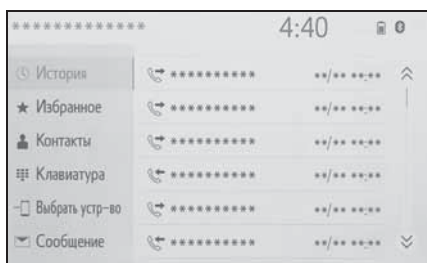 ************* 4:40
История ********** **/** **:**
Избранное ********** **/** **:**
Контакты ********** **/** **:**
Клавиатура ********** **/** **:**
Выбрать устр-во ********** **/** **:**
Сообщение ********** **/** **:**